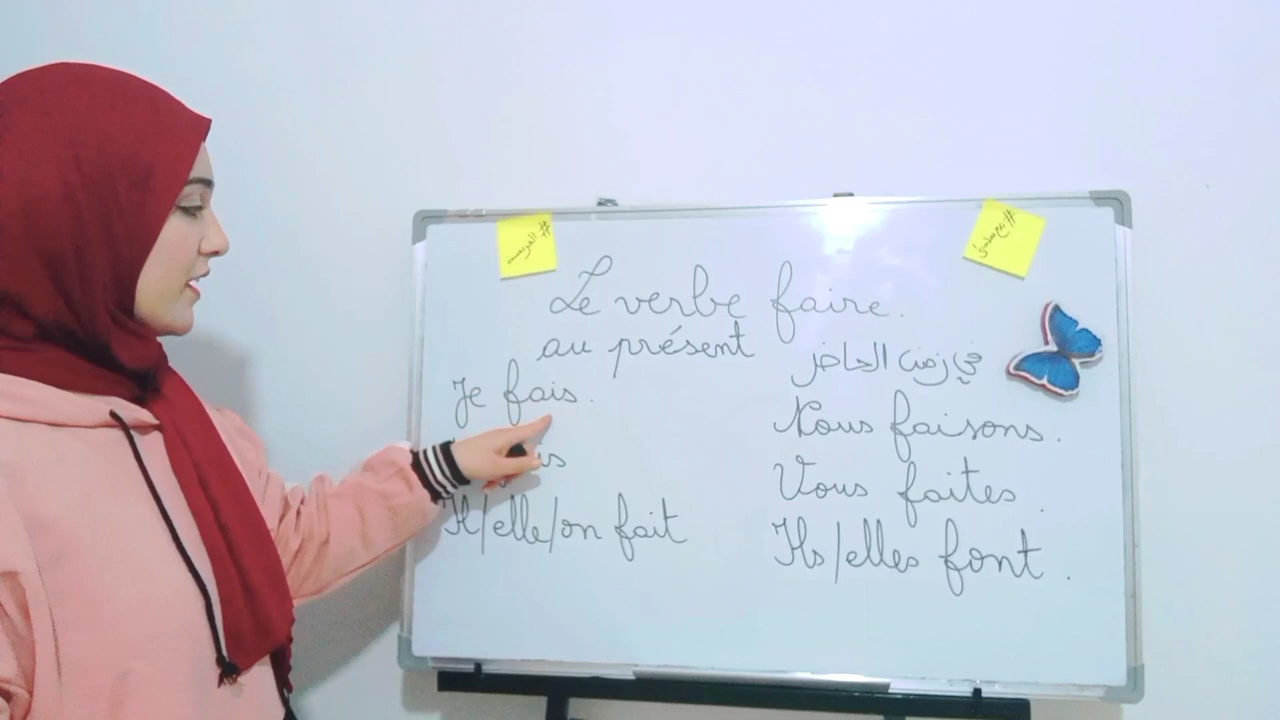 Le verbe faire.
au présent
في زمن الحاضر
Je fais.
is
Il/elle/on fait
Nous faisons.
Vous faites.
Ils/elles font.